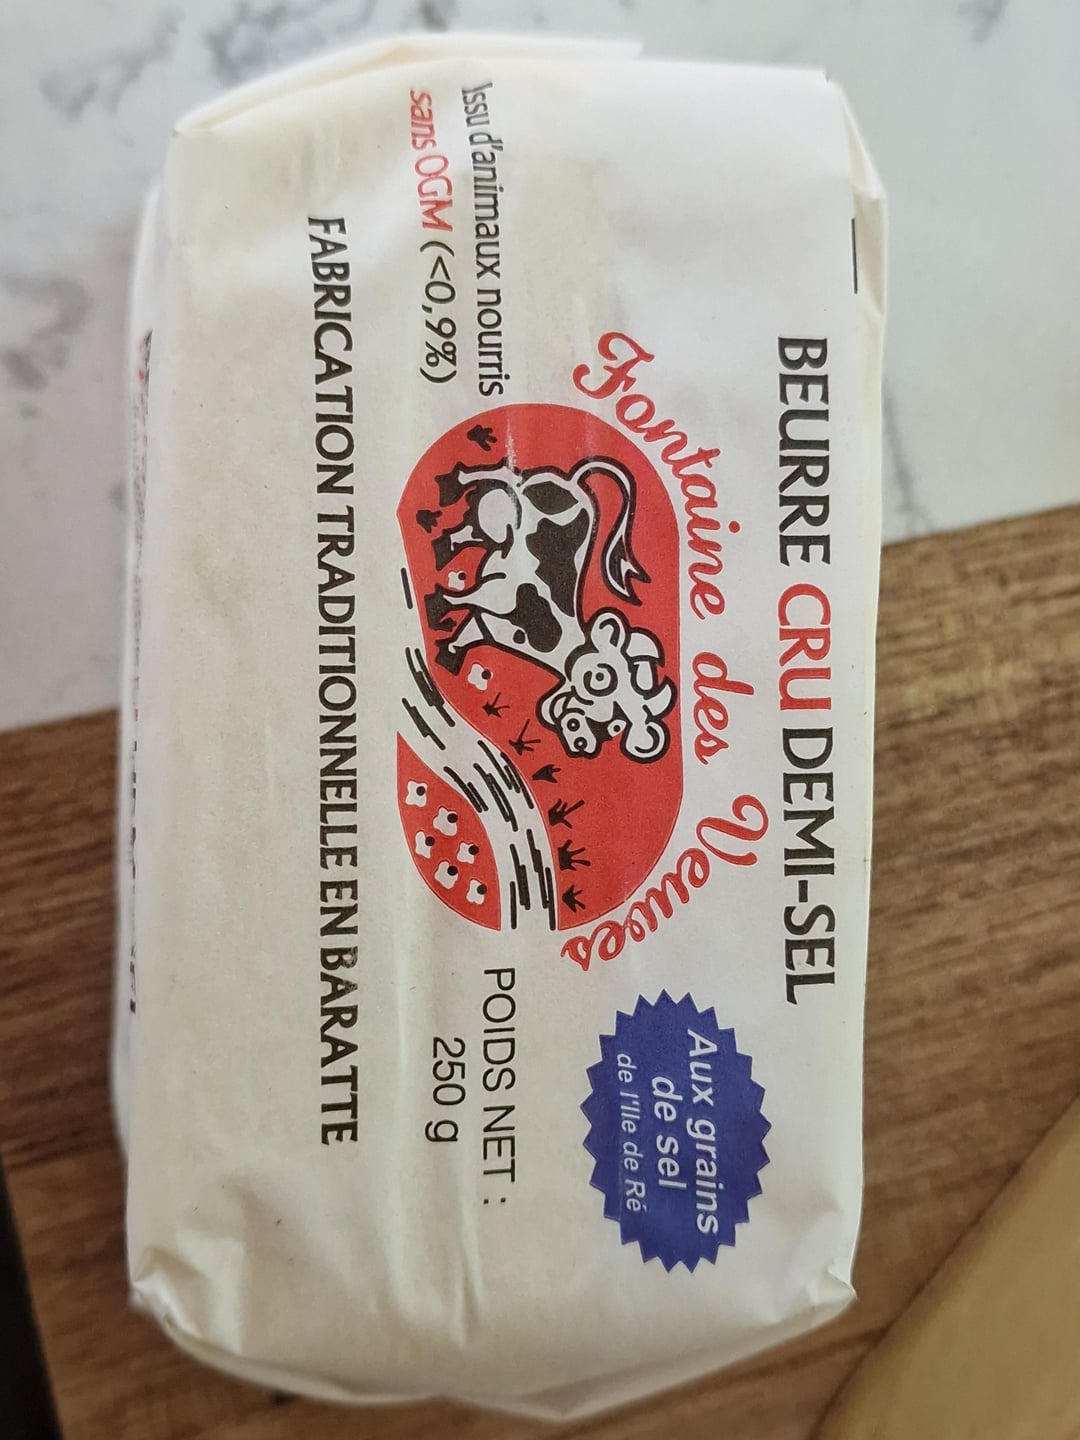 BEURRE CRU DEMI-SEL
Fontaine des Veuves
Aux grains
de sel
de l'Ile de Ré
Issu d'animaux nourris
sans OGM (<0,9%)
POIDS NET :
250 g
FABRICATION TRADITIONNELLE EN BARATTE